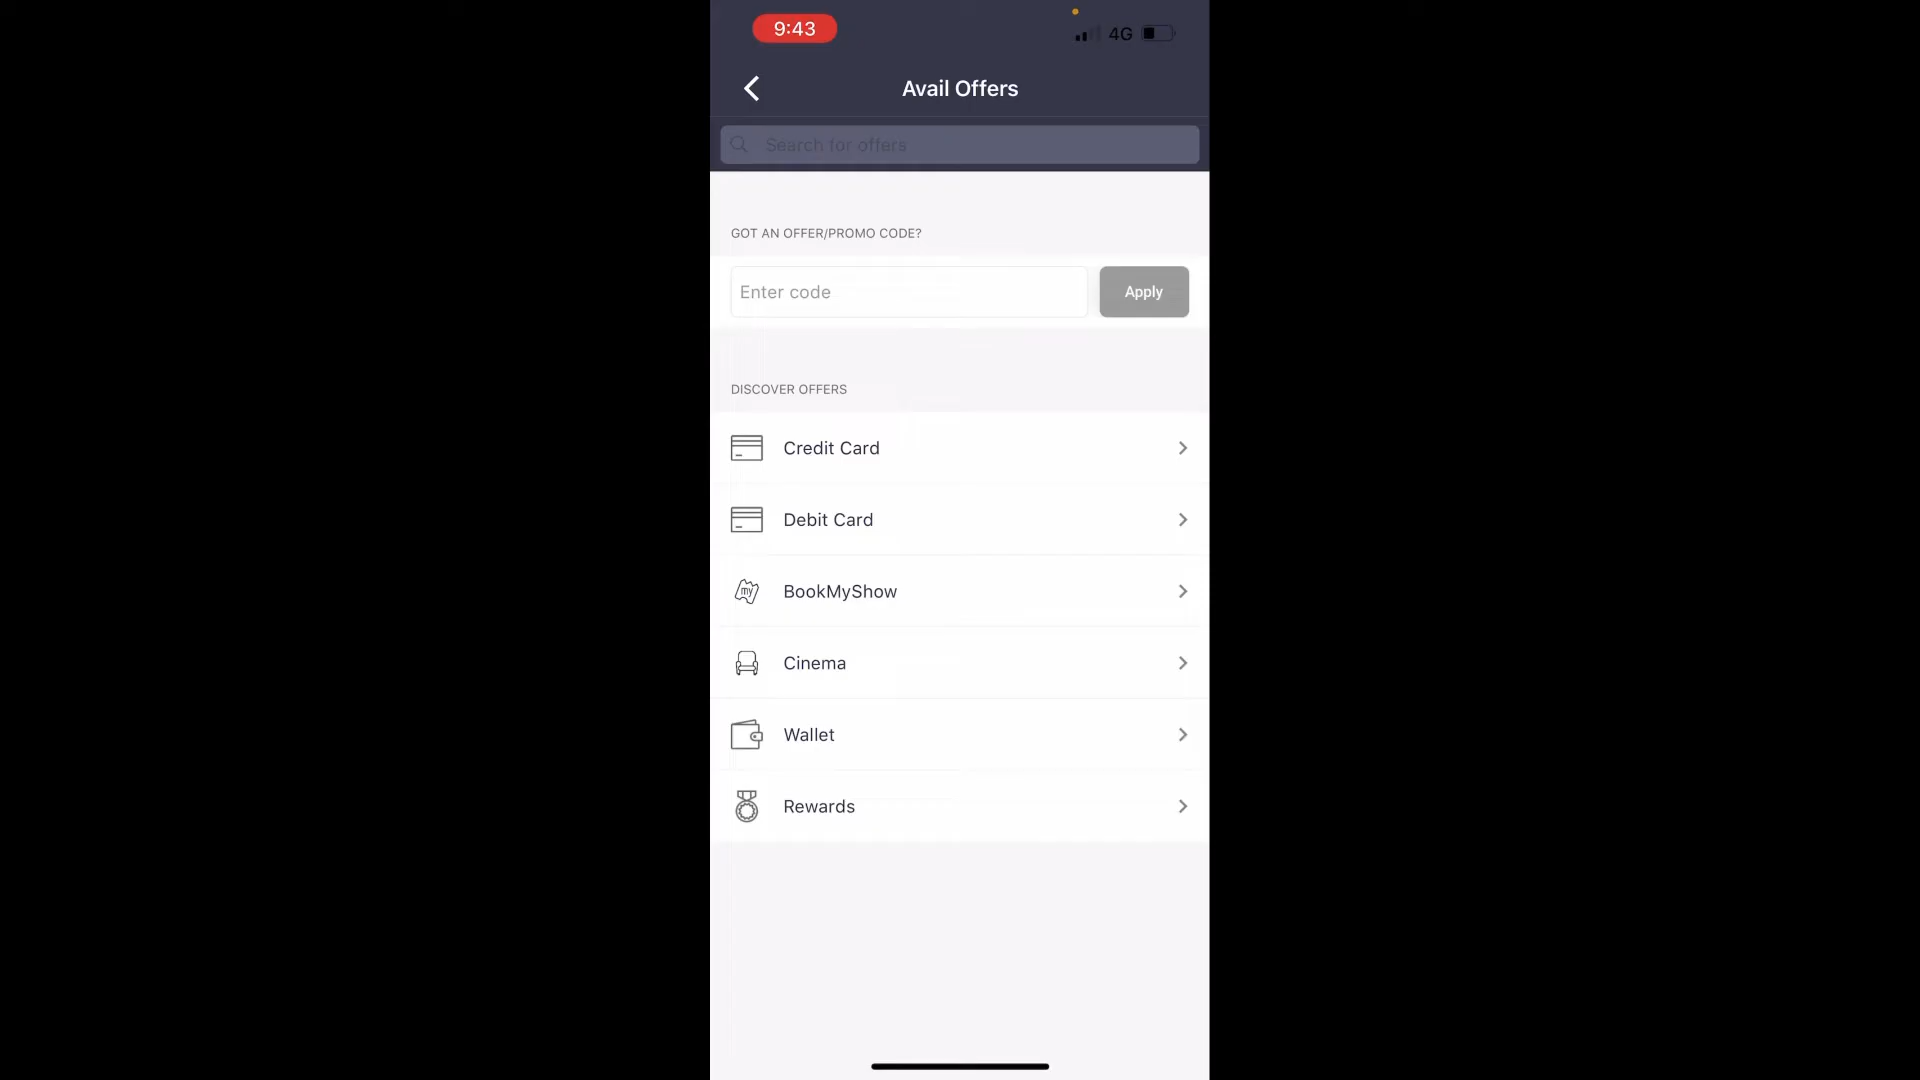 9:43
4G
Avail Offers
Search for offers
GOT AN OFFER/PROMO CODE?
Enter code
Apply
DISCOVER OFFERS
Credit Card
Debit Card
my
BookMyShow
Cinema
Wallet
Rewards